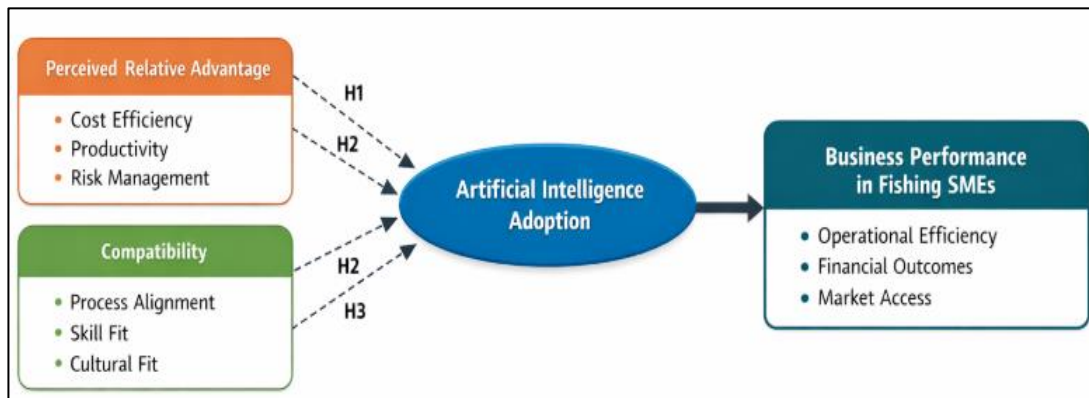 Perceived Relative Advantage
• Cost Efficiency
• Productivity
• Risk Management
H1
H2
Compatibility
• Process Alignment
• Skill Fit
• Cultural Fit
H2
H3
Artificial Intelligence
Adoption
Business Performance
in Fishing SMEs
• Operational Efficiency
• Financial Outcomes
• Market Access